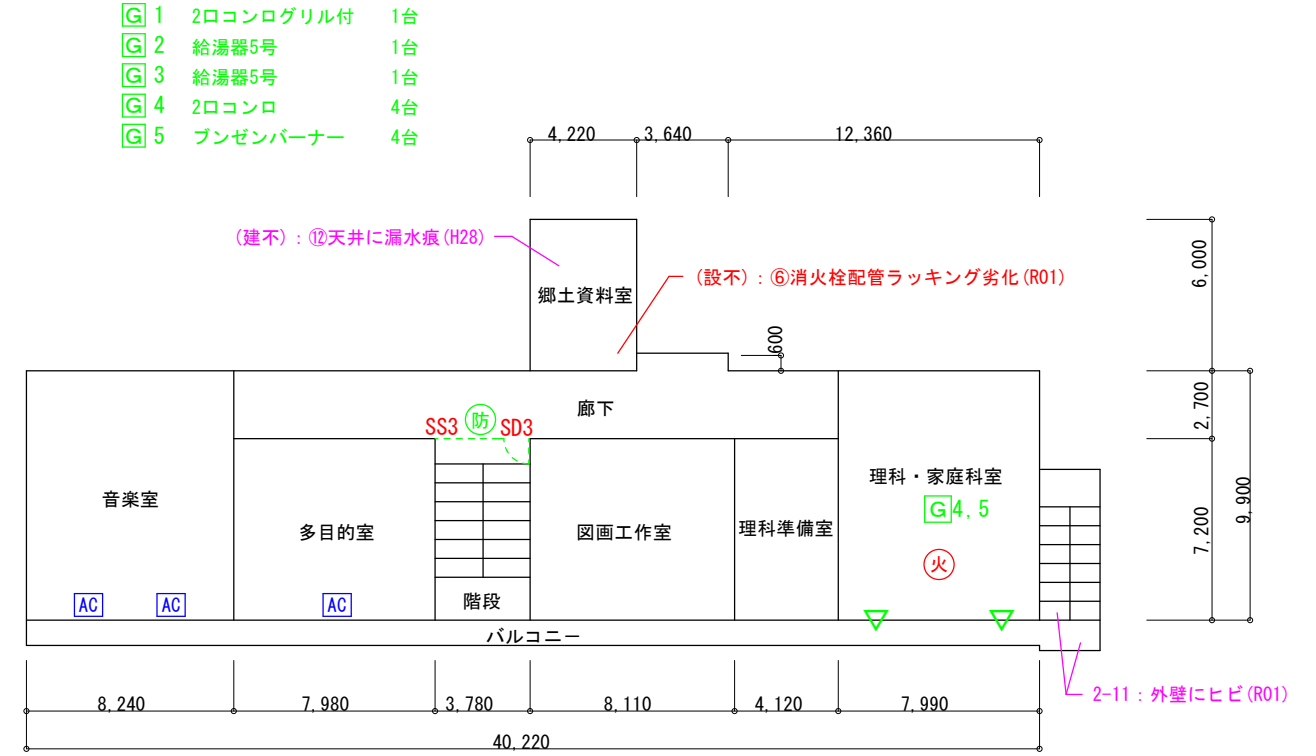 G 1 2口コンログリル付 1台
G 2 給湯器5号 1台
G 3 給湯器5号 1台
G 4 2口コンロ 4台
G 5 ブンゼンバーナー 4台
4,220 3,640 12,360
(建不):⑫天井に漏水痕(H28)
(設不):⑥消火栓配管ラッキング劣化(R01)
6,000
郷土資料室
600
廊下
2,700
SS3 防 SD3
理科・家庭科室
音楽室
G 4,5
9,900
多目的室
図画工作室
理科準備室
7,200
火
AC AC AC
階段
バルコニー
2-11:外壁にヒビ(R01)
8,240 7,980 3,780 8,110 4,120 7,990
40,220